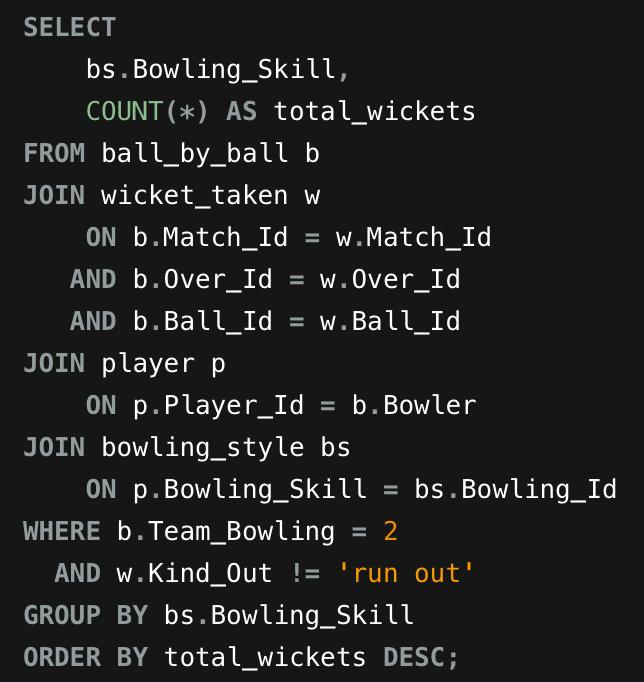 SELECT
    bs.Bowling_Skill,
    COUNT(*) AS total_wickets
FROM ball_by_ball b
JOIN wicket_taken w
    ON b.Match_Id = w.Match_Id
   AND b.Over_Id = w.Over_Id
   AND b.Ball_Id = w.Ball_Id
JOIN player p
    ON p.Player_Id = b.Bowler
JOIN bowling_style bs
    ON p.Bowling_Skill = bs.Bowling_Id
WHERE b.Team_Bowling = 2
  AND w.Kind_Out != 'run out'
GROUP BY bs.Bowling_Skill
ORDER BY total_wickets DESC;